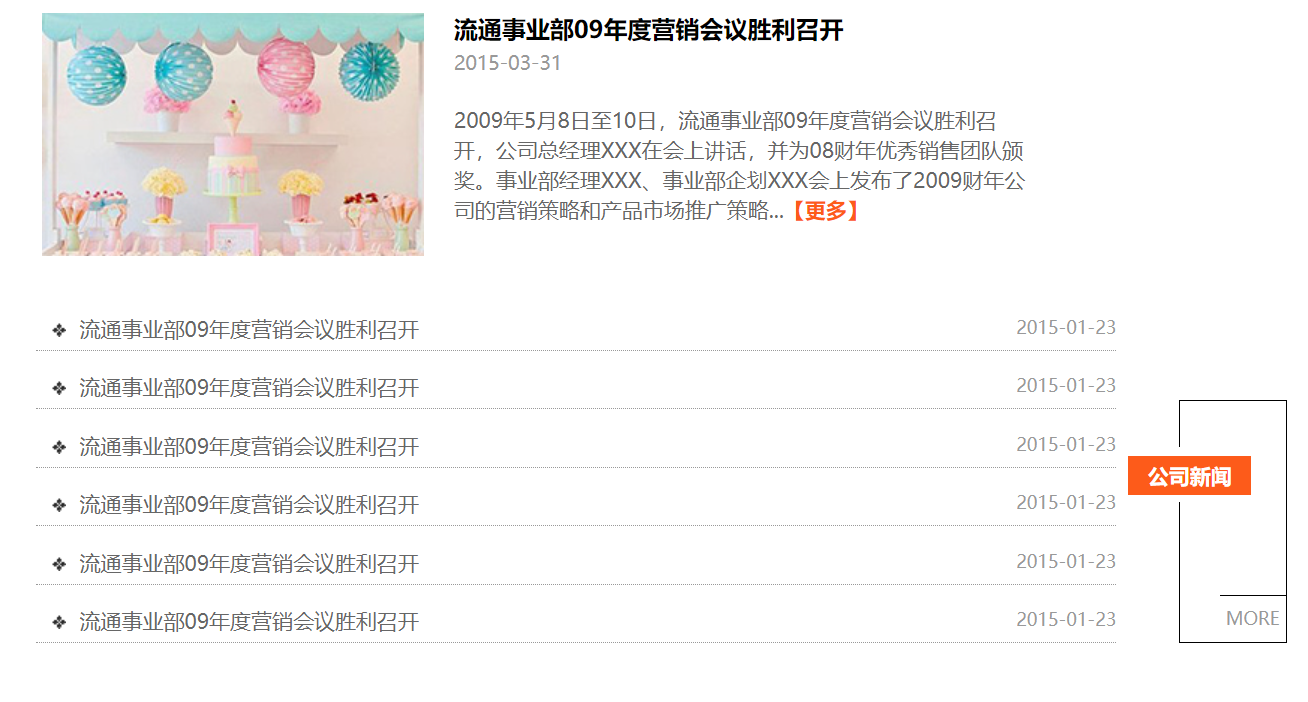 流通事业部09年度营销会议胜利召开
2015-03-31
2009年5月8日至10日，流通事业部09年度营销会议胜利召
开，公司总经理XXX在会上讲话，并为08财年优秀销售团队颁
奖。事业部经理XXX、事业部企划XXX会上发布了2009财年公
司的营销策略和产品市场推广策略...【更多】
❖ 流通事业部09年度营销会议胜利召开 2015-01-23
❖ 流通事业部09年度营销会议胜利召开 2015-01-23
❖ 流通事业部09年度营销会议胜利召开 2015-01-23
❖ 流通事业部09年度营销会议胜利召开 2015-01-23
❖ 流通事业部09年度营销会议胜利召开 2015-01-23
❖ 流通事业部09年度营销会议胜利召开 2015-01-23
公司新闻
MORE